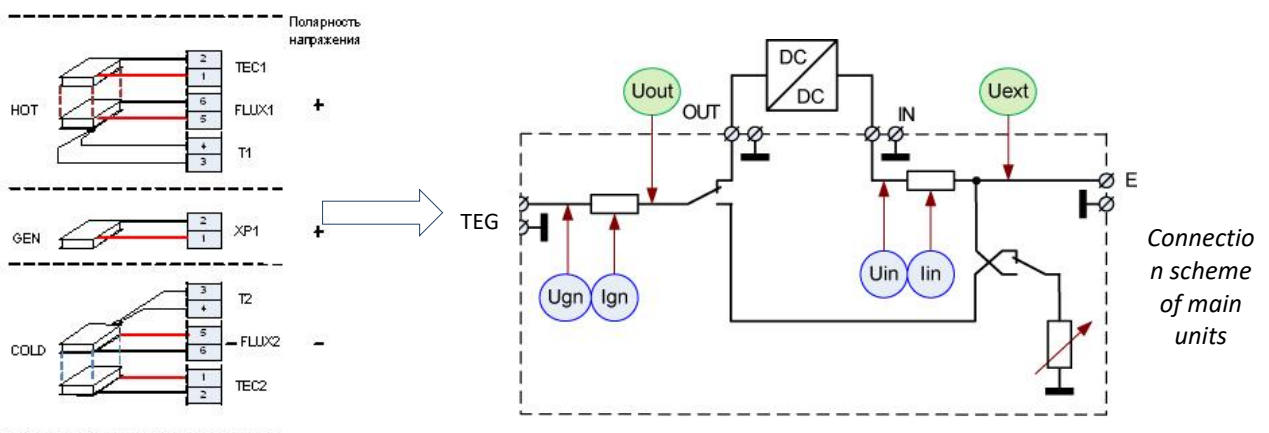 Полярность
напряжения
HOT
2
1
TEC1
6
5
FLUX1
+
4
3
T1
GEN
2
1
XP1
+
COLD
3
4
T2
5
6
FLUX2
-
1
2
TEC2
TEG
DC
DC
Uout
OUT
IN
Uext
E
Ugn
Ign
Uin
Iin
Connectio
n scheme
of main
units